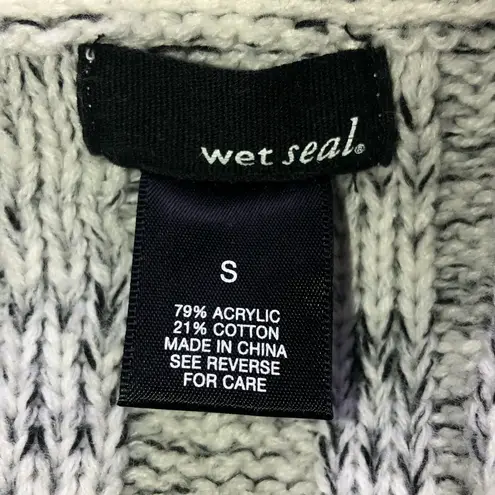 wet seal®
S
79% ACRYLIC
21% COTTON
MADE IN CHINA
SEE REVERSE
FOR CARE